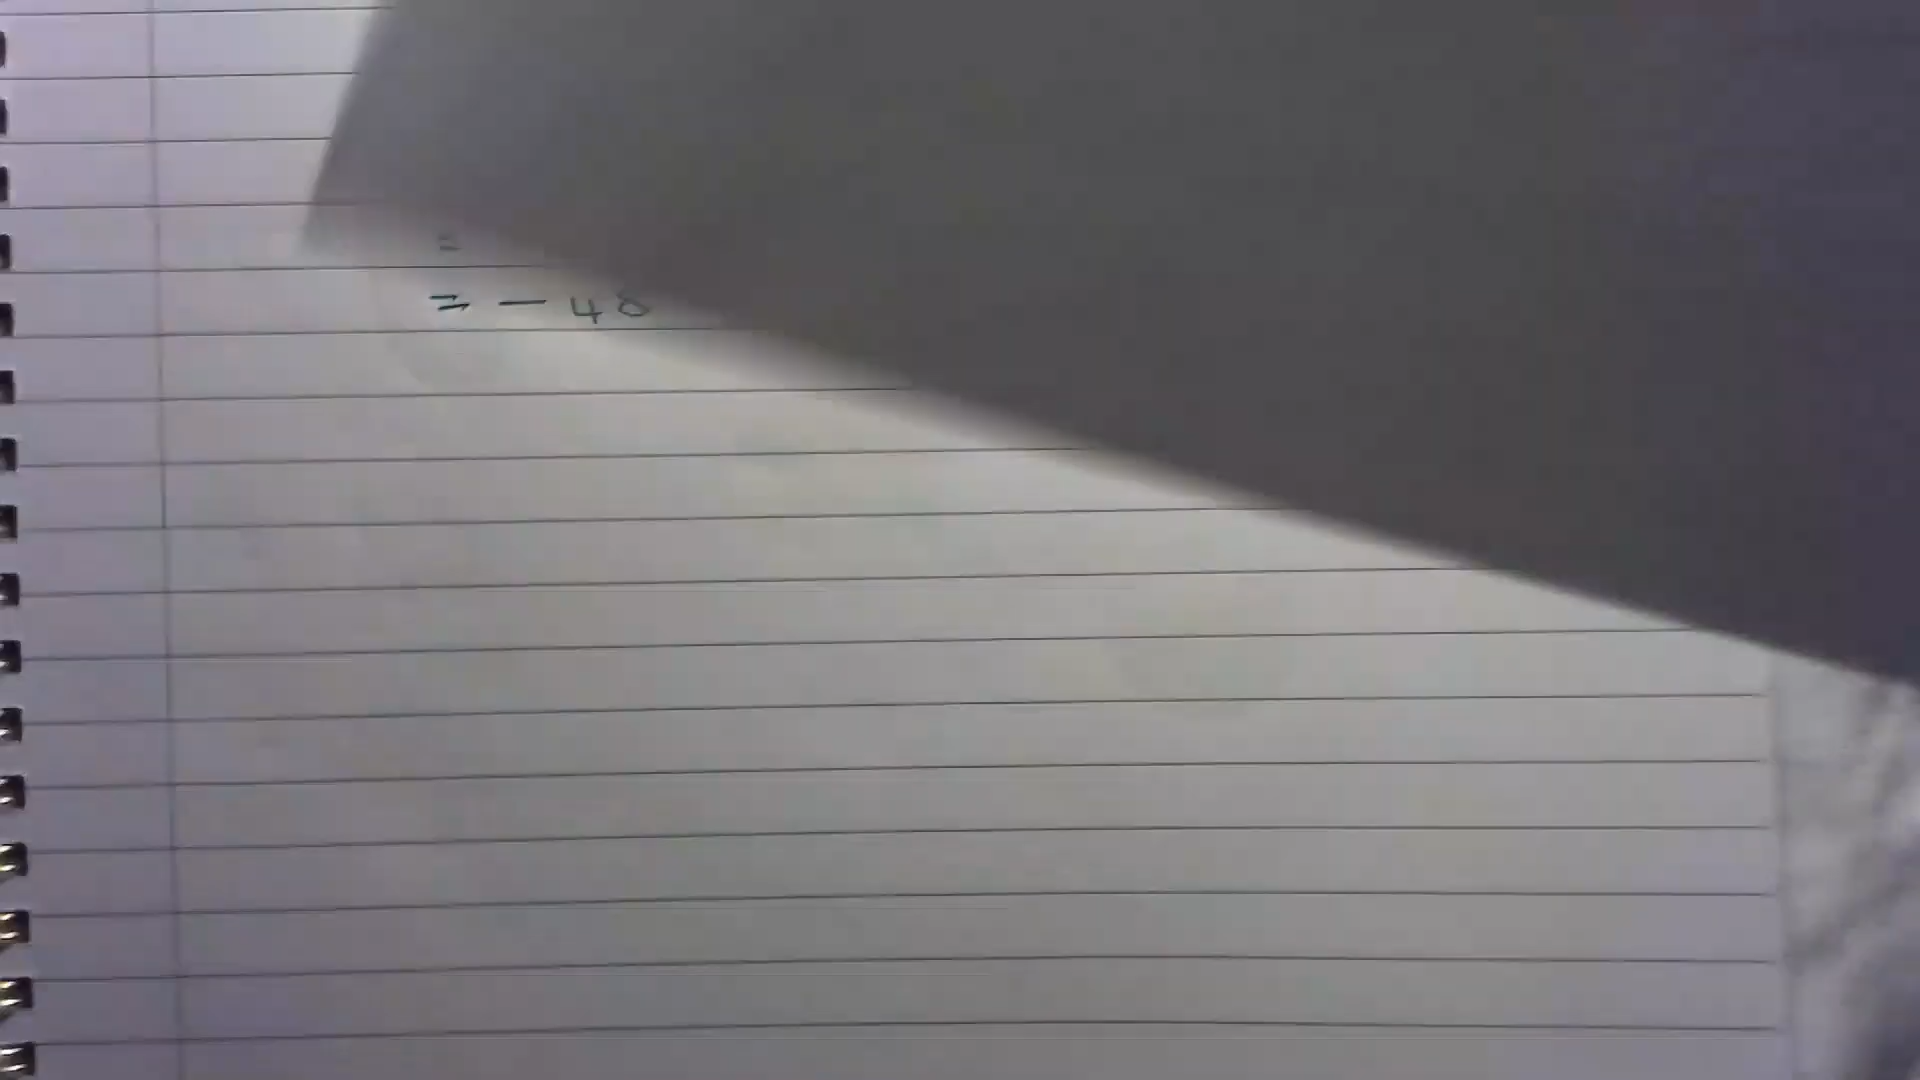 =
= - 48